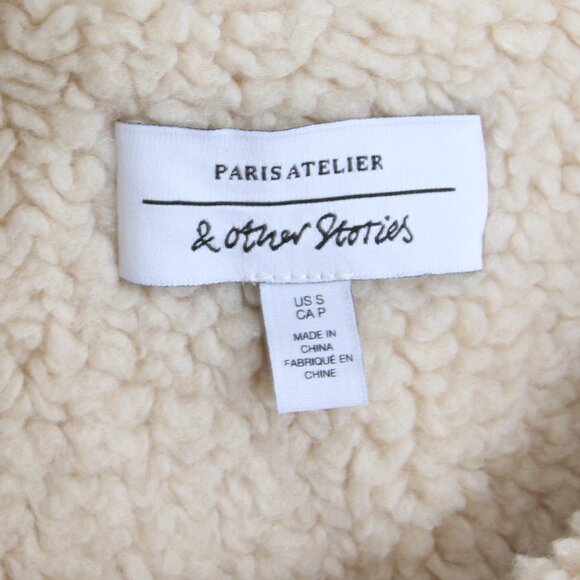 PARIS ATELIER
& other Stories
US S
CA P
MADE IN
CHINA
FABRIQUÉ EN
CHINE